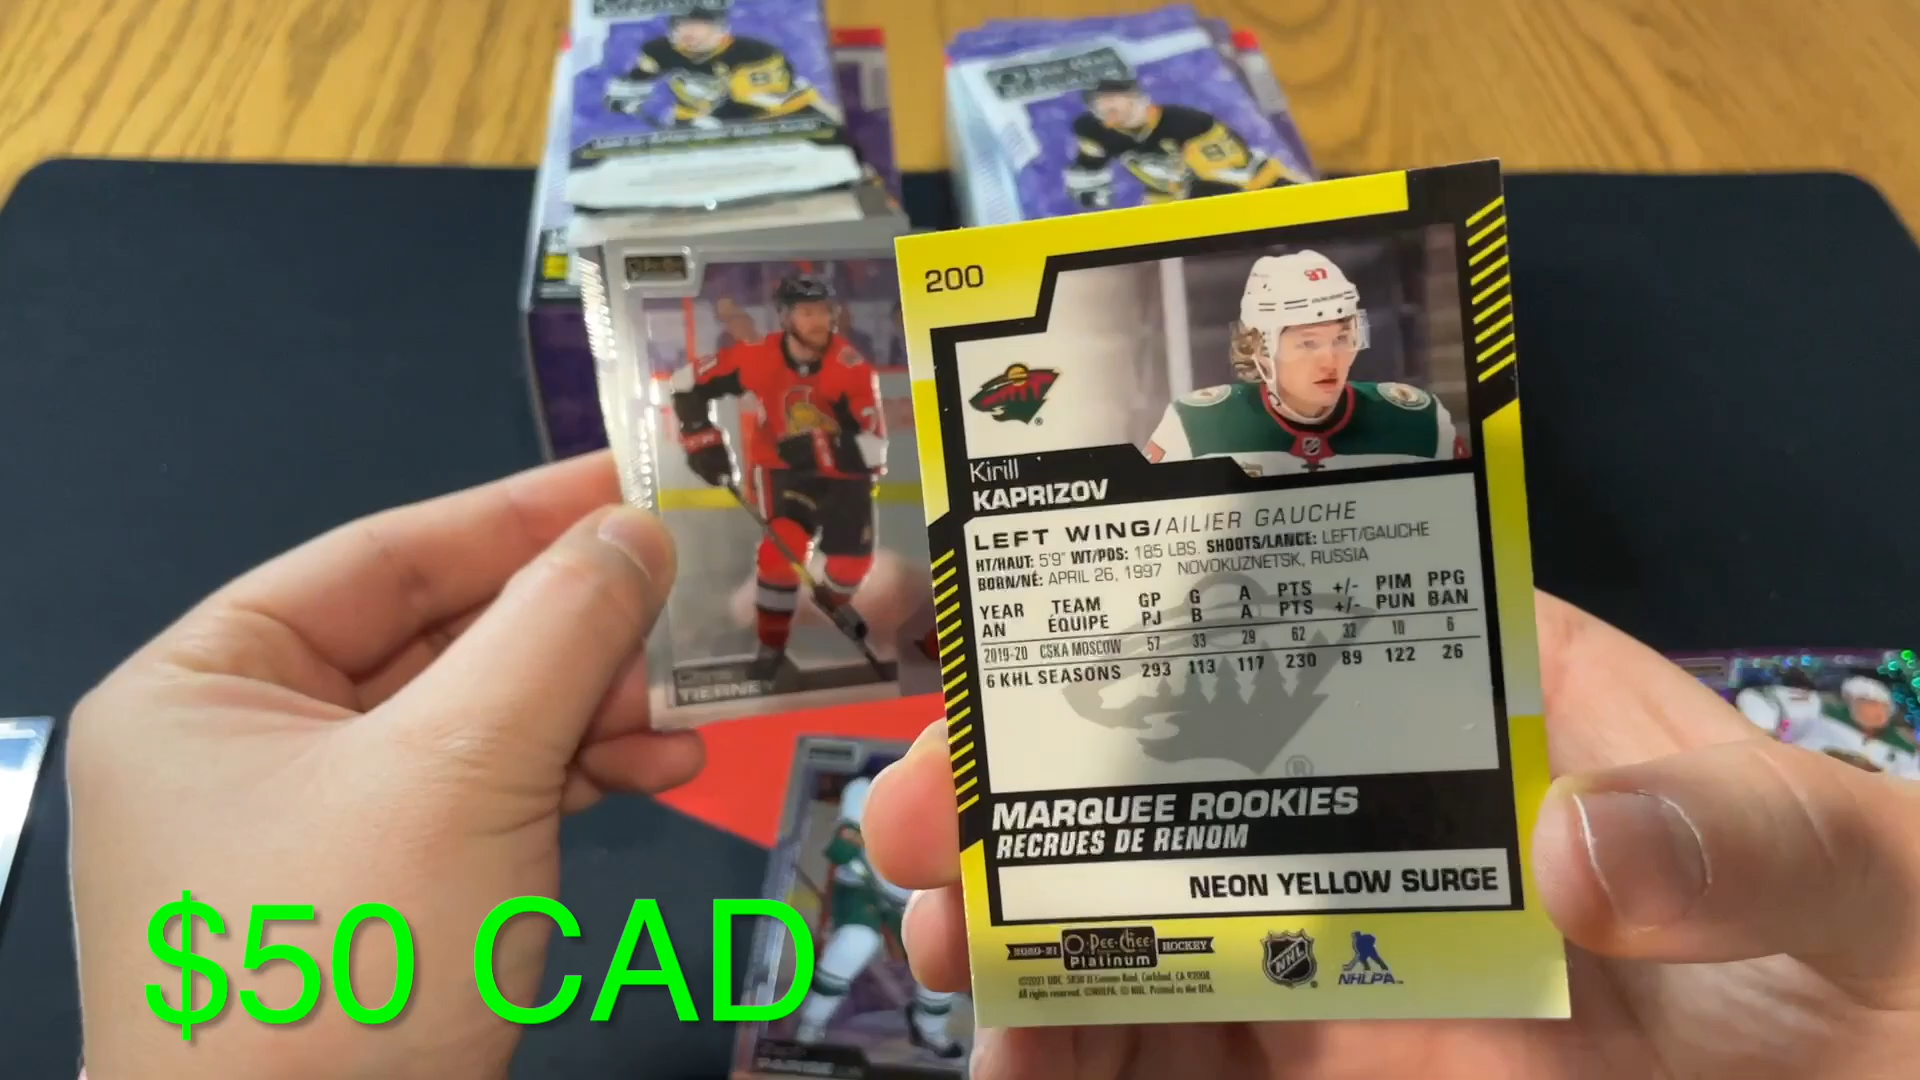 200
97
Kirill
KAPRIZOV
LEFT WING/AILIER GAUCHE
HT/HAUT: 5'9" WT/PDS: 185 LBS. SHOOTS/LANCE: LEFT/GAUCHE
BORN/NÉ: APRIL 26, 1997 NOVOKUZNETSK, RUSSIA
YEAR TEAM GP G A PTS +/- PIM PPG
AN ÉQUIPE PJ B A PTS +/- PUN BAN
2019-20 CSKA MOSCOW 57 33 29 62 32 10 6
6 KHL SEASONS 293 113 117 230 89 122 26
MARQUEE ROOKIES
RECRUES DE RENOM
NEON YELLOW SURGE
2020-21 O-Pee-Chee HOCKEY
Platinum
NHL
NHLPA
TIERNEY
$50 CAD